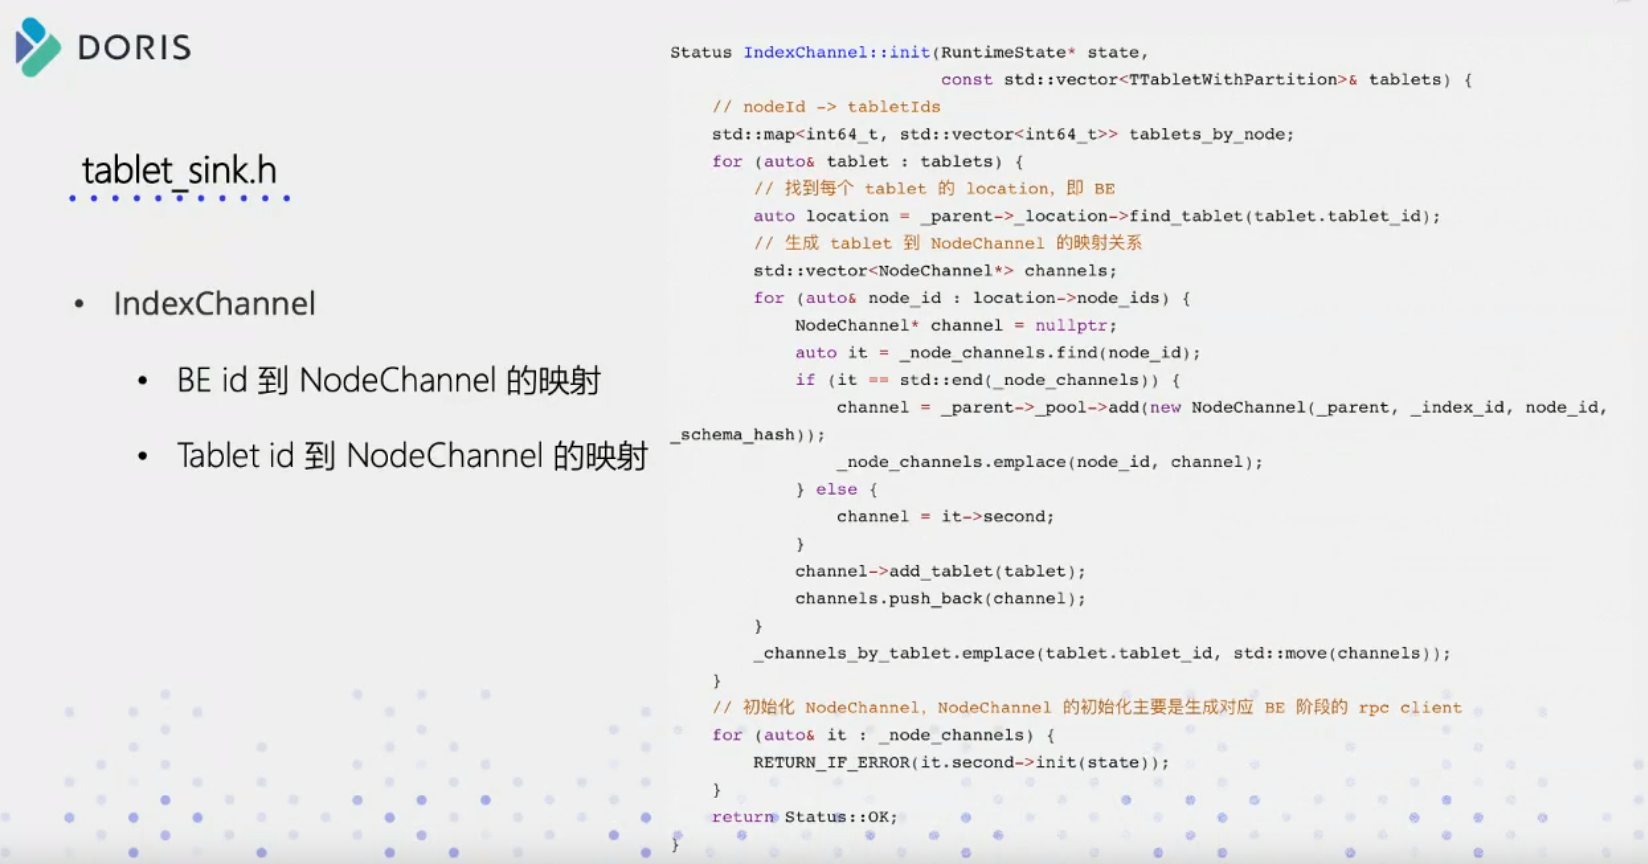 DORIS
tablet_sink.h
• IndexChannel
• BE id 到 NodeChannel 的映射
• Tablet id 到 NodeChannel 的映射
Status IndexChannel::init(RuntimeState* state,
const std::vector<TTabletWithPartition>& tablets) {
// nodeId -> tabletIds
std::map<int64_t, std::vector<int64_t>> tablets_by_node;
for (auto& tablet : tablets) {
// 找到每个 tablet 的 location，即 BE
auto location = _parent->_location->find_tablet(tablet.tablet_id);
// 生成 tablet 到 NodeChannel 的映射关系
std::vector<NodeChannel*> channels;
for (auto& node_id : location->node_ids) {
NodeChannel* channel = nullptr;
auto it = _node_channels.find(node_id);
if (it == std::end(_node_channels)) {
channel = _parent->_pool->add(new NodeChannel(_parent, _index_id, node_id,
_schema_hash));
_node_channels.emplace(node_id, channel);
} else {
channel = it->second;
}
channel->add_tablet(tablet);
channels.push_back(channel);
}
_channels_by_tablet.emplace(tablet.tablet_id, std::move(channels));
}
// 初始化 NodeChannel，NodeChannel 的初始化主要是生成对应 BE 阶段的 rpc client
for (auto& it : _node_channels) {
RETURN_IF_ERROR(it.second->init(state));
}
return Status::OK;
}